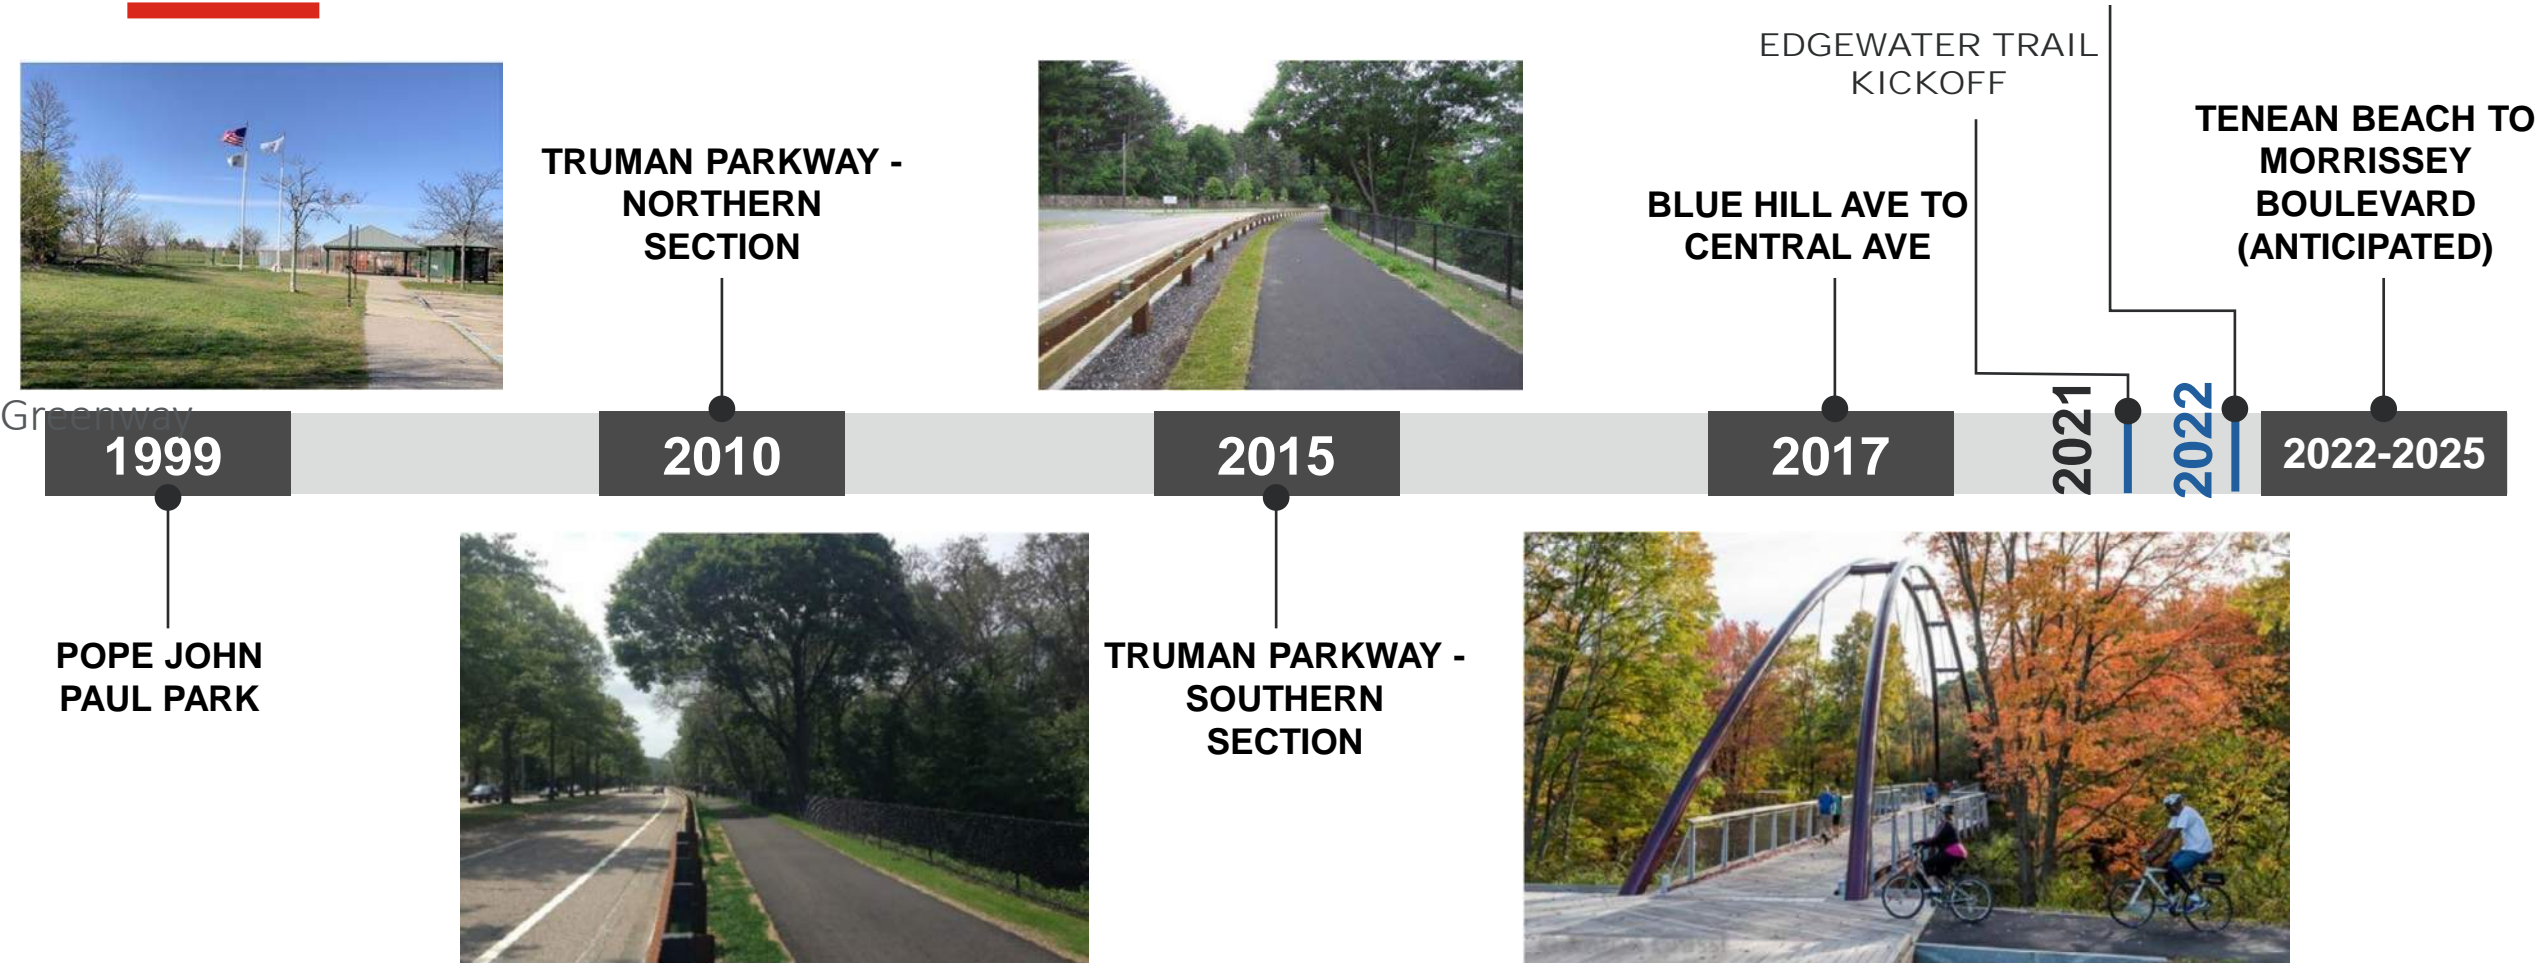 EDGEWATER TRAIL
KICKOFF
TRUMAN PARKWAY -
NORTHERN
SECTION
BLUE HILL AVE TO
CENTRAL AVE
TENEAN BEACH TO
MORRISSEY
BOULEVARD
(ANTICIPATED)
Greenway
1999
2010
2015
2017
2021
2022
2022-2025
POPE JOHN
PAUL PARK
TRUMAN PARKWAY -
SOUTHERN
SECTION